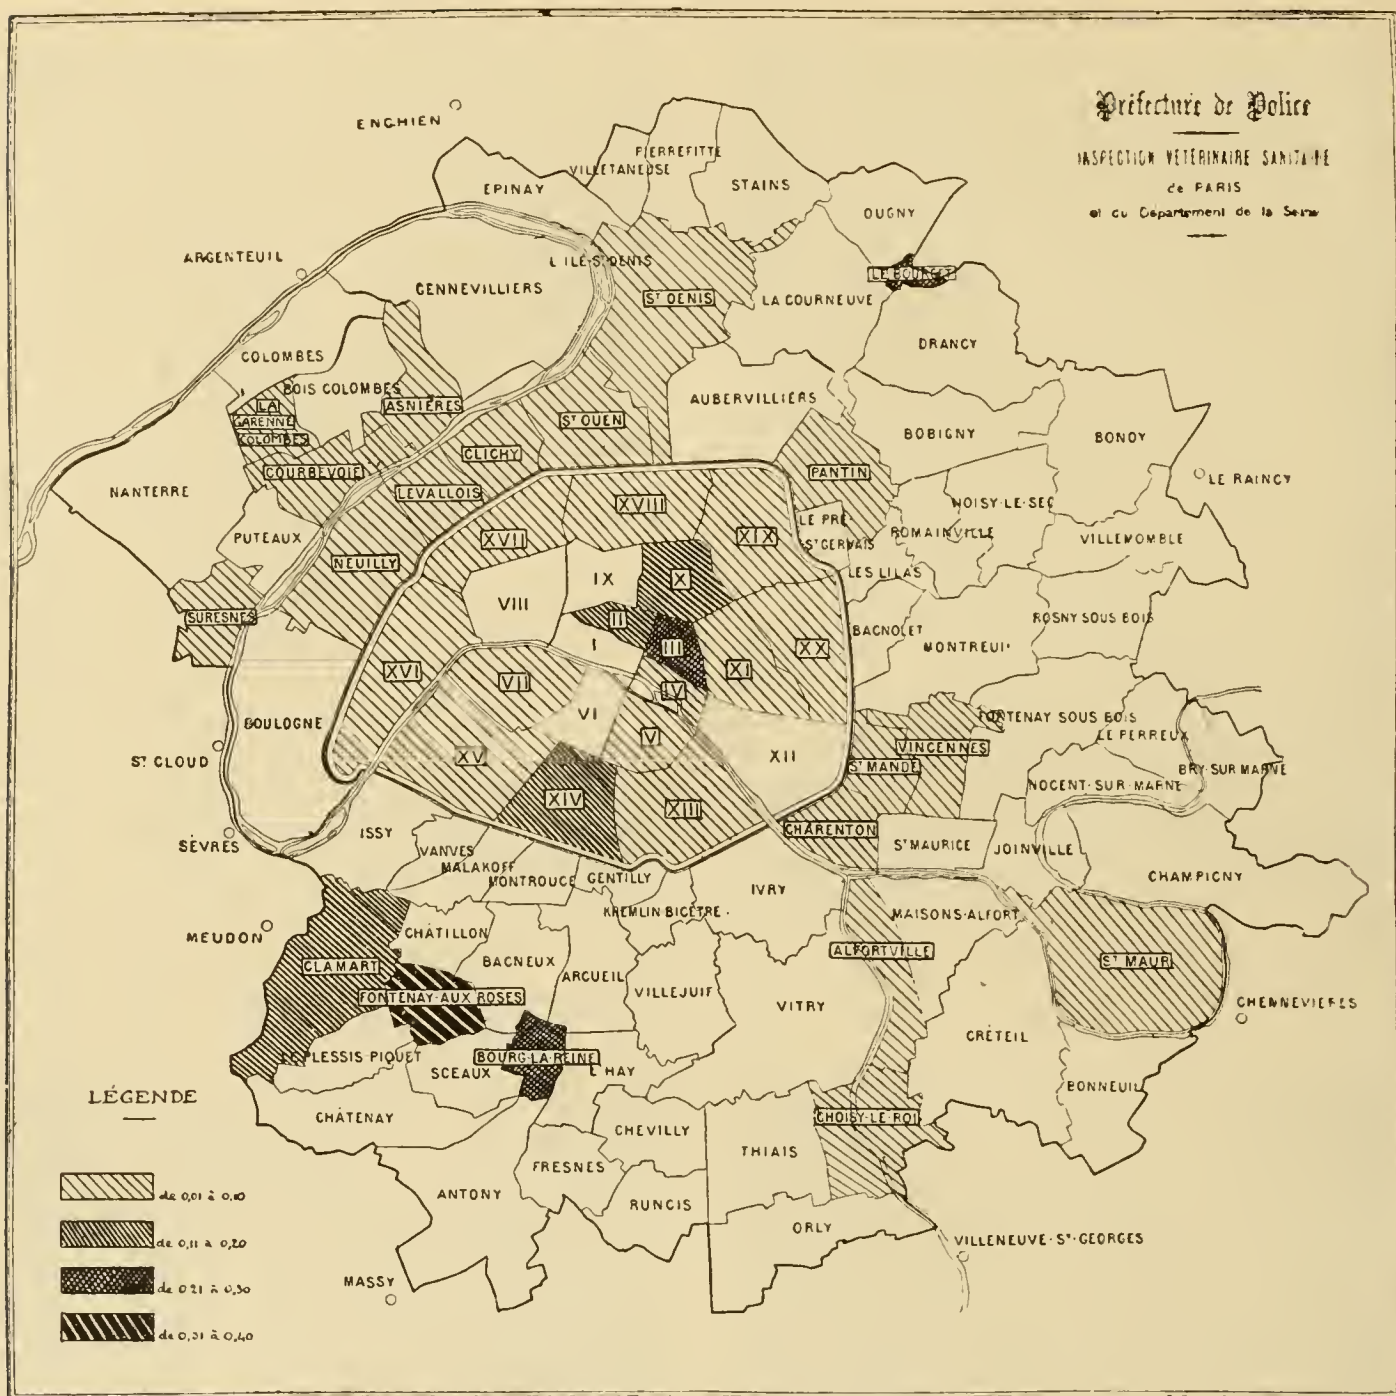 Préfecture de Police
INSPECTION VÉTÉRINAIRE SANITAIRE
de PARIS
et du Département de la Seine
ENGHIEN
PIERREFITTE
VILLETANEUSE
STAINS
EPINAY
OUGNY
ARGENTEUIL
L'ILE-St DENIS
LE BOURGET
GENNEVILLIERS
St DENIS
LA COURNEUVE
DRANCY
COLOMBES
BOIS COLOMBES
AUBERVILLIERS
LA
GARENNE
COLOMBES
ASNIÈRES
St OUEN
BOBIGNY
BONDY
CLICHY
COURBEVOIE
PANTIN
LE RAINCY
NANTERRE
LEVALLOIS
XVIII
NOISY-LE-SEC
LE PRÉ-
St GERVAIS
ROMAINVILLE
PUTEAUX
XVII
XIX
VILLEMOMBLE
NEUILLY
IX
X
LES LILAS
VIII
SURESNES
II
ROSNY SOUS BOIS
BAGNOLET
I
III
XX
MONTREUIL
XVI
VII
XI
IV
BOULOGNE
VI
FONTENAY SOUS BOIS
LE PERREUX
V
VINCENNES
St CLOUD
XV
XII
St MANDÉ
BRY-SUR-MARNE
NOGENT-SUR-MARNE
XIV
XIII
ISSY
CHARENTON
SÈVRES
VANVES
St MAURICE
JOINVILLE
MALAKOFF
MONTROUGE
GENTILLY
IVRY
CHAMPIGNY
KREMLIN BICÊTRE
MAISONS-ALFORT
MEUDON
CHÂTILLON
ALFORTVILLE
BAGNEUX
CLAMART
ARCUEIL
St MAUR
FONTENAY-AUX ROSES
VILLEJUIF
VITRY
CHENNEVIÈRES
CRÉTEIL
LE PLESSIS-PIQUET
BOURG-LA-REINE
SCEAUX
L'HAY
BONNEUIL
LÉGENDE
CHÂTENAY
CHOISY-LE-ROI
CHEVILLY
THIAIS
FRESNES
de 0,01 à 0,10
ANTONY
RUNGIS
ORLY
de 0,11 à 0,20
VILLENEUVE-St-GEORGES
MASSY
de 0,21 à 0,30
de 0,31 à 0,40